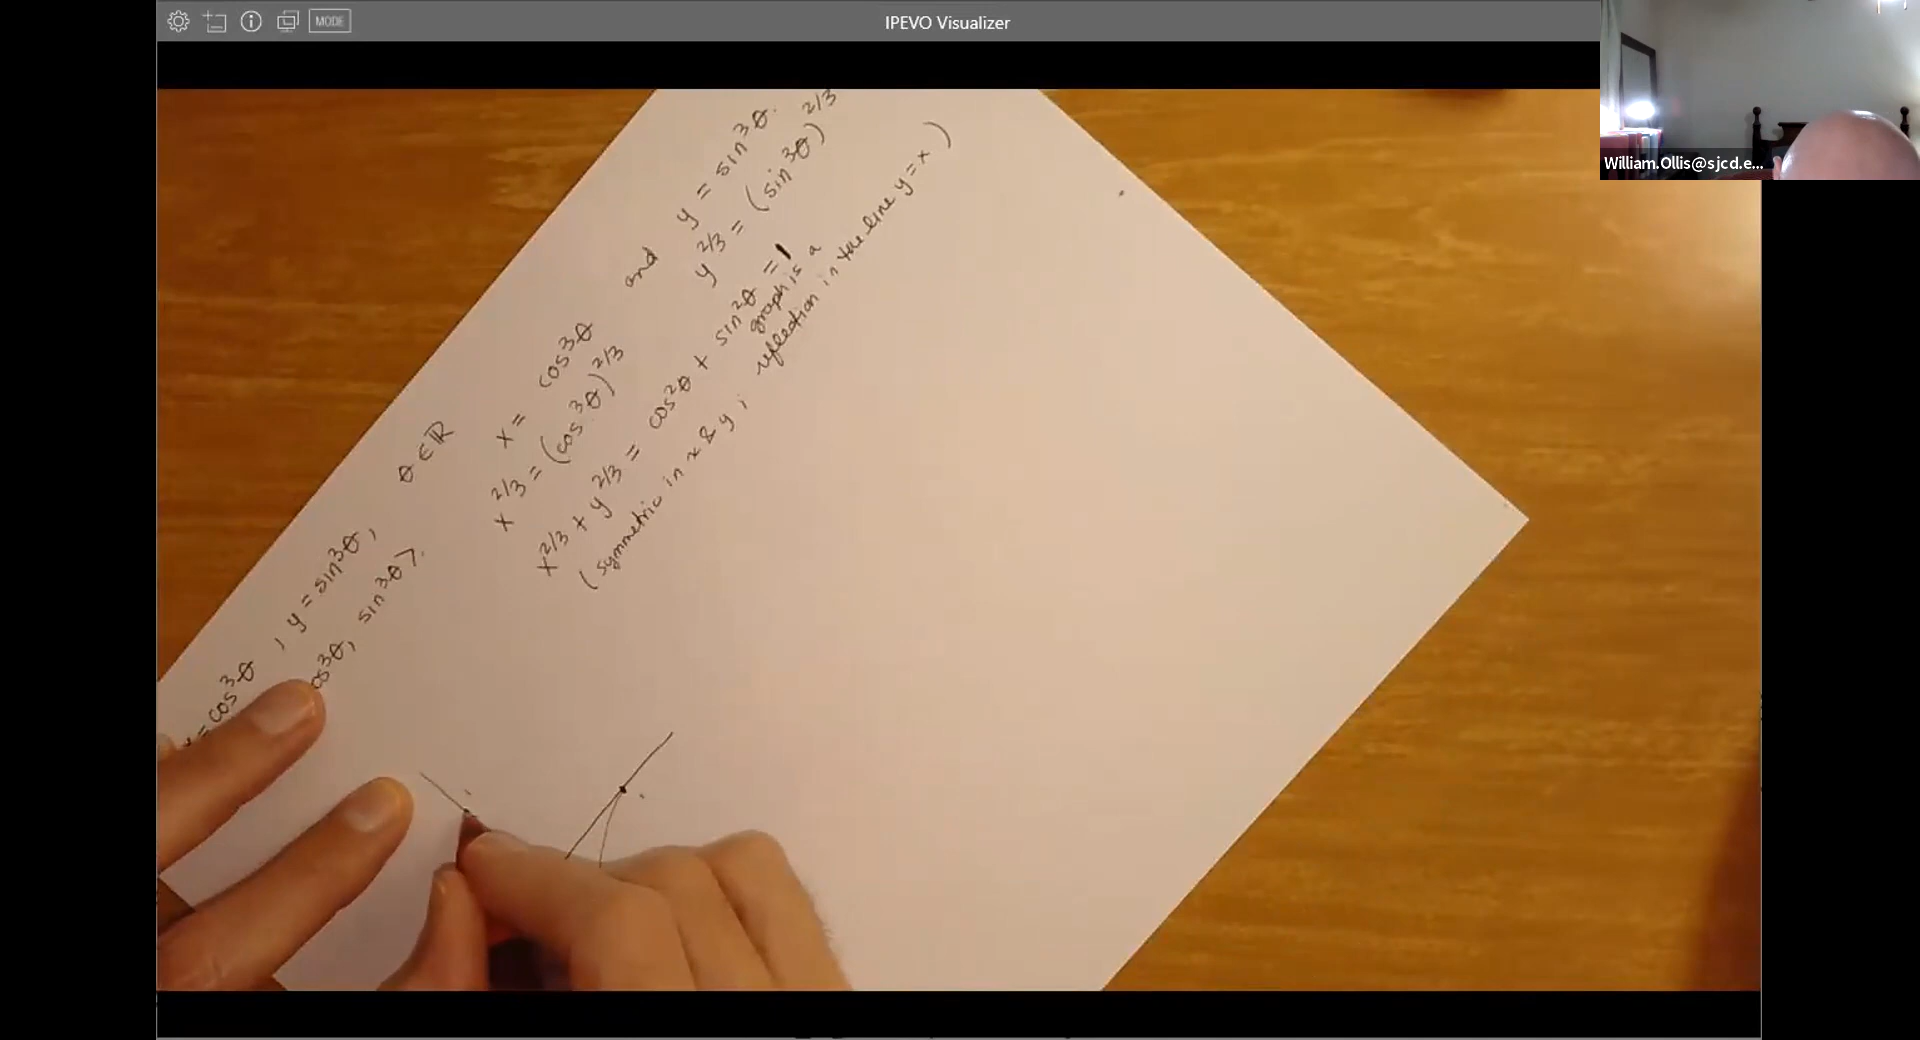 MODE
IPEVO Visualizer
William.Ollis@sjcd.e...
x = cos³θ , y = sin³θ, θ ∈ ℝ
cos³θ, sin³θ>.
x = cos³θ and y = sin³θ.
x^2/3 = (cos³θ)^2/3 y^2/3 = (sin³θ)^2/3
x^2/3 + y^2/3 = cos²θ + sin²θ = 1
(symmetric in x & y ; graph is a
reflection in the line y = x )